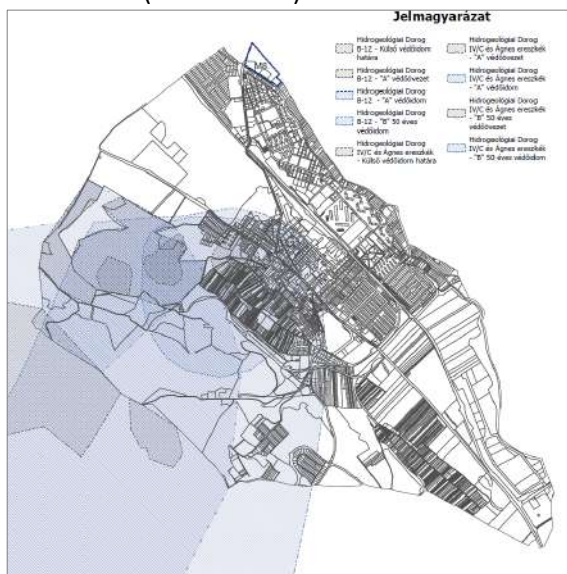 Jelmagyarázat
Hidrogeológiai Dorog
B-12 - Külső védőidom
határa
Hidrogeológiai Dorog
B-12 - "A" védőövezet
Hidrogeológiai Dorog
B-12 - "A" védőidom
Hidrogeológiai Dorog
B-12 - "B" 50 éves
védőidom
Hidrogeológiai Dorog
IV/C és Ágnes ereszkék
- Külső védőidom határa
Hidrogeológiai Dorog
IV/C és Ágnes ereszkék
- "A" védőövezet
Hidrogeológiai Dorog
IV/C és Ágnes ereszkék
- "A" védőidom
Hidrogeológiai Dorog
IV/C és Ágnes ereszkék
- "B" 50 éves
védőövezet
Hidrogeológiai Dorog
IV/C és Ágnes ereszkék
- "B" 50 éves védőidom